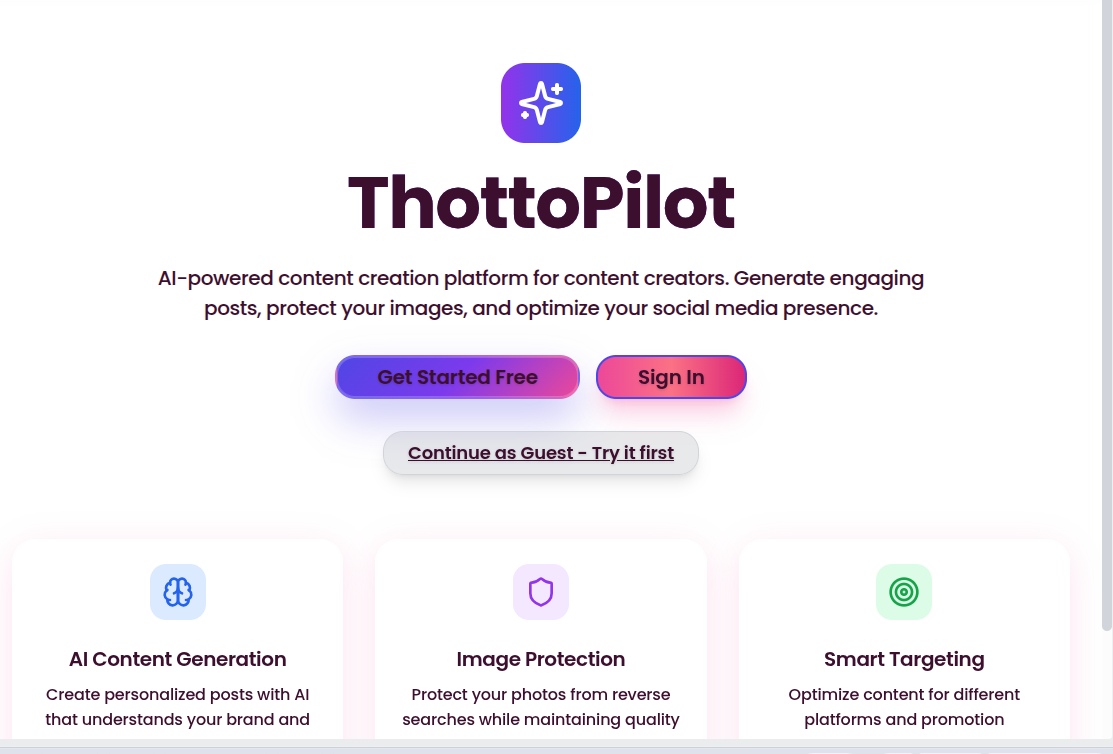 ThottoPilot
AI-powered content creation platform for content creators. Generate engaging
posts, protect your images, and optimize your social media presence.
Get Started Free
Sign In
Continue as Guest - Try it first
AI Content Generation
Create personalized posts with AI
that understands your brand and
Image Protection
Protect your photos from reverse
searches while maintaining quality
Smart Targeting
Optimize content for different
platforms and promotion